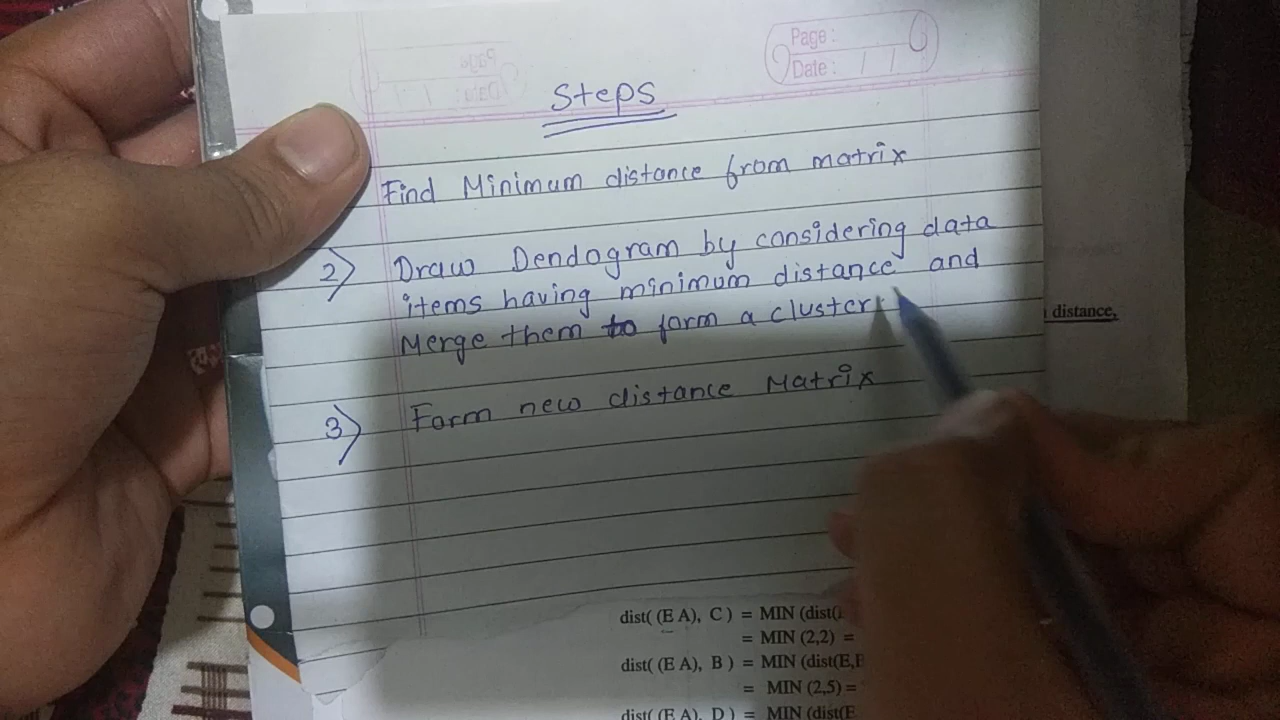 Page :
Date :
Steps
Find Minimum distance from matrix
2) Draw Dendogram by considering data
items having minimum distance and
Merge them to form a cluster.
distance,
3) Form new distance Matrix
dist( (E A), C ) = MIN (dist(
= MIN (2,2) =
dist( (E A), B ) = MIN (dist(E,
= MIN (2,5) =
dist( (E A), D ) = MIN (dist(E